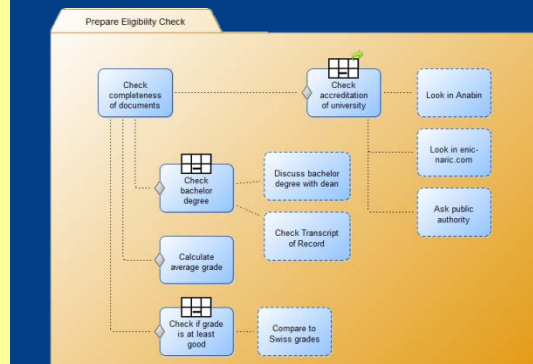 Prepare Eligibility Check
Check
completeness
of documents
Check
accreditation
of university
Look in Anabin
Look in enic-
naric.com
Ask public
authority
Check
bachelor
degree
Discuss bachelor
degree with dean
Check Transcript
of Record
Calculate
average grade
Check if grade
is at least
good
Compare to
Swiss grades